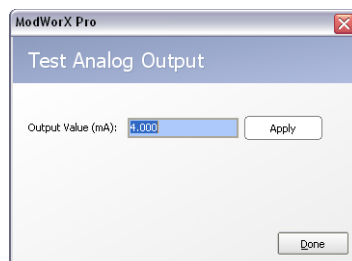 ModWorX Pro
Test Analog Output
Output Value (mA): 4.000 Apply
Done